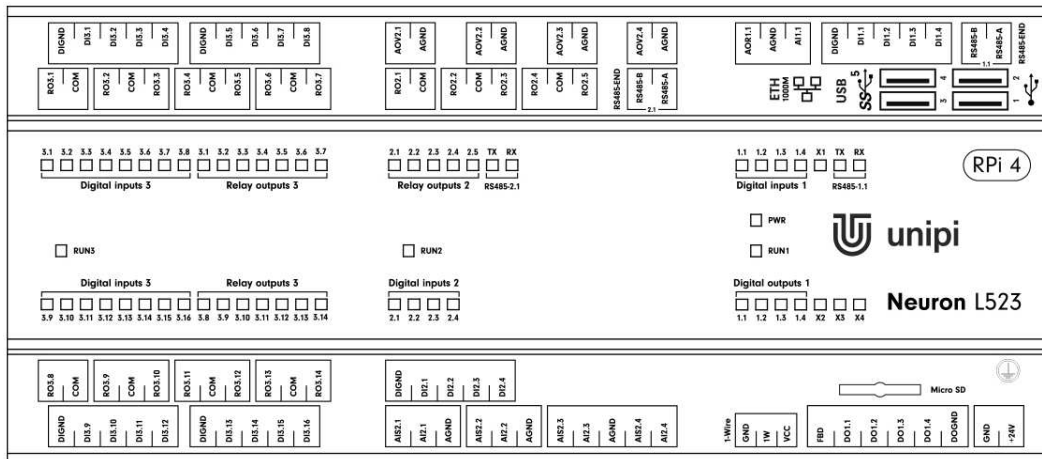 DIGND DI3.1 DI3.2 DI3.3 DI3.4 DIGND DI3.5 DI3.6 DI3.7 DI3.8 AOV2.1 AGND AOV2.2 AGND AOV2.3 AGND AOV2.4 AGND AOR1.1 AGND AI1.1 DIGND DI1.1 DI1.2 DI1.3 DI1.4 RS485-B RS485-A RS485-END
1.1
RO3.1 COM RO3.2 COM RO3.3 RO3.4 COM RO3.5 RO3.6 COM RO3.7 RO2.1 COM RO2.2 COM RO2.3 RO2.4 COM RO2.5 RS485-END RS485-B RS485-A ETH 1000M USB SS 5 4 2
2.1 3 1
3.1 3.2 3.3 3.4 3.5 3.6 3.7 3.8 3.1 3.2 3.3 3.4 3.5 3.6 3.7 2.1 2.2 2.3 2.4 2.5 TX RX 1.1 1.2 1.3 1.4 X1 TX RX
RPi 4
Digital inputs 3 Relay outputs 3 Relay outputs 2 RS485-2.1 Digital inputs 1 RS485-1.1
PWR
unipi
RUN3 RUN2 RUN1
Digital inputs 3 Relay outputs 3 Digital inputs 2 Digital outputs 1
Neuron L523
3.9 3.10 3.11 3.12 3.13 3.14 3.15 3.16 3.8 3.9 3.10 3.11 3.12 3.13 3.14 2.1 2.2 2.3 2.4 1.1 1.2 1.3 1.4 X2 X3 X4
RO3.8 COM RO3.9 COM RO3.10 RO3.11 COM RO3.12 RO3.13 COM RO3.14 DIGND DI2.1 DI2.2 DI2.3 DI2.4
Micro SD
DIGND DI3.9 DI3.10 DI3.11 DI3.12 DIGND DI3.13 DI3.14 DI3.15 DI3.16 AIS2.1 AI2.1 AGND AIS2.2 AI2.2 AGND AIS2.3 AI2.3 AGND AIS2.4 AI2.4 1-Wire GND 1W VCC FBD DO1.1 DO1.2 DO1.3 DO1.4 DOGND GND +24V